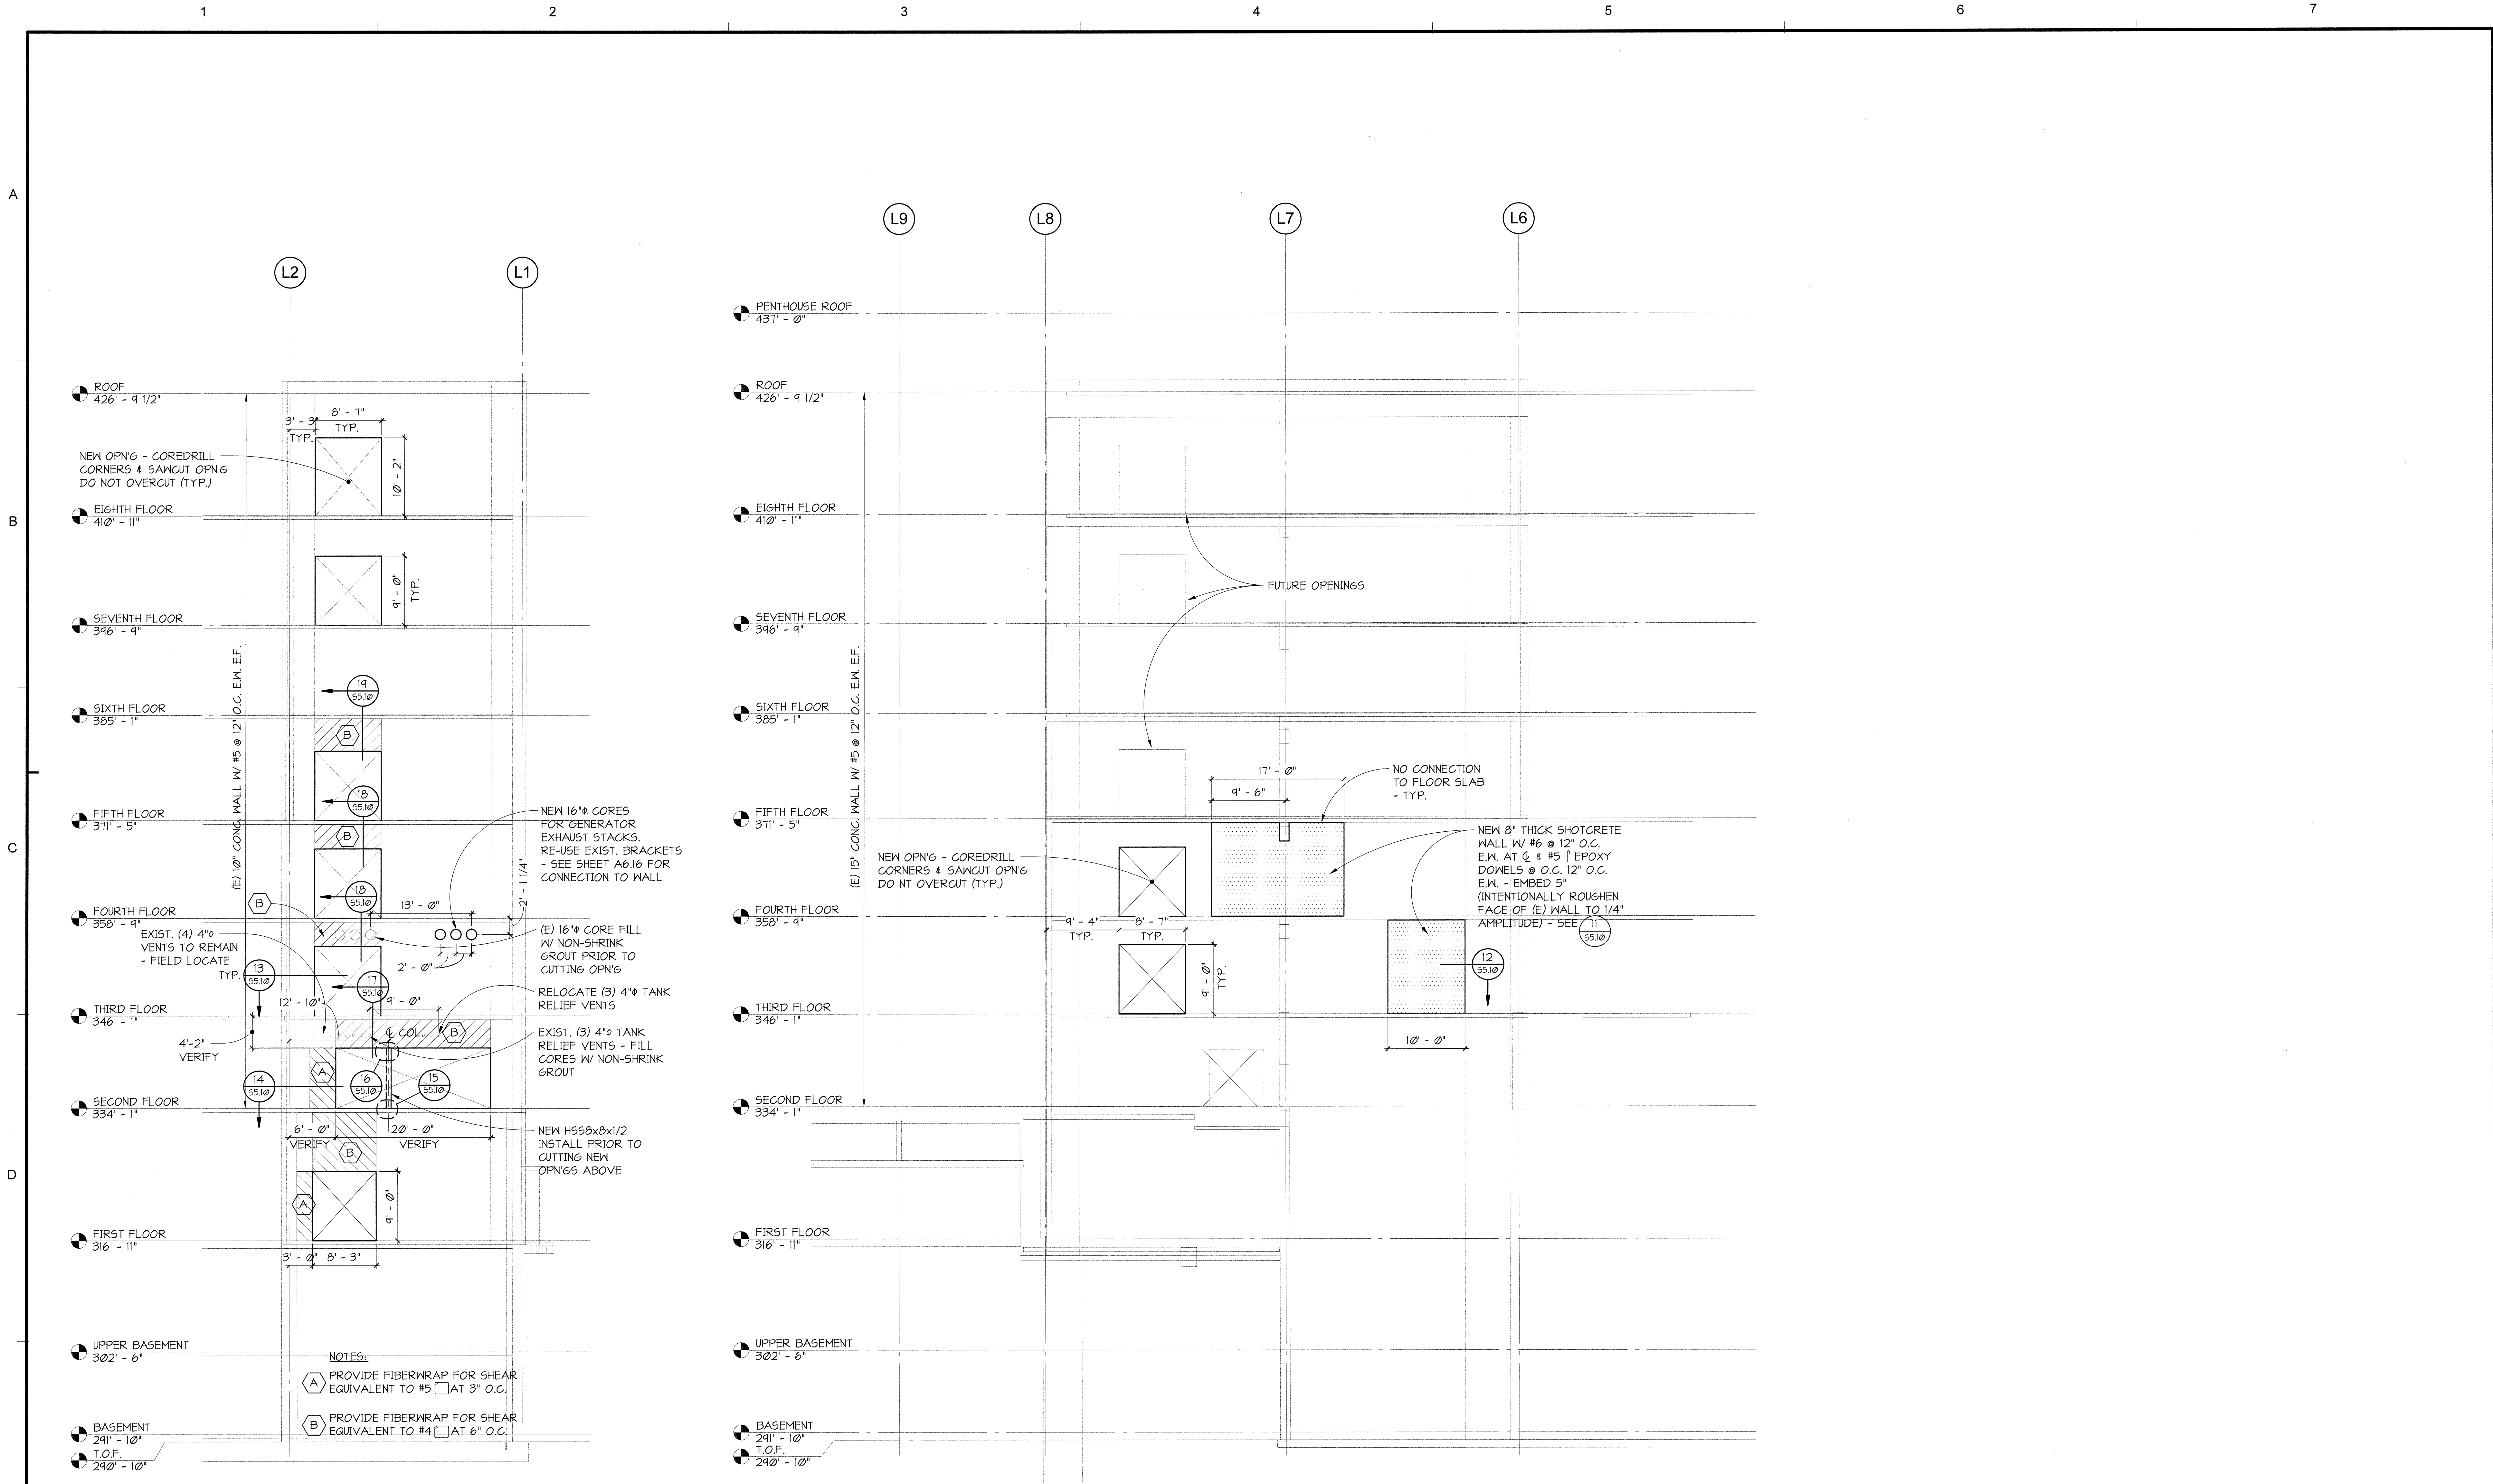 1 2 3 4 5 6 7
A
B
C
D
L2
L1
ROOF
426' - 9 1/2"
3' - 3"
TYP.
8' - 7"
TYP.
10' - 2"
NEW OPN'G - COREDRILL
CORNERS & SAWCUT OPN'G
DO NOT OVERCUT (TYP.)
EIGHTH FLOOR
410' - 11"
9' - 0"
TYP.
SEVENTH FLOOR
396' - 9"
(E) 10" CONC. WALL W/ #5 @ 12" O.C. E.W. E.F.
19
S5.10
SIXTH FLOOR
385' - 1"
B
18
S5.10
FIFTH FLOOR
371' - 5"
B
NEW 16"φ CORES
FOR GENERATOR
EXHAUST STACKS.
RE-USE EXIST. BRACKETS
- SEE SHEET A6.16 FOR
CONNECTION TO WALL
2' - 1 1/4"
18
S5.10
B
13' - 0"
FOURTH FLOOR
358' - 9"
EXIST. (4) 4"φ
VENTS TO REMAIN
- FIELD LOCATE
(E) 16"φ CORE FILL
W/ NON-SHRINK
GROUT PRIOR TO
CUTTING OPN'G
2' - 0"
TYP.
13
S5.10
17
S5.10
12' - 10"
9' - 0"
RELOCATE (3) 4"φ TANK
RELIEF VENTS
THIRD FLOOR
346' - 1"
℄ COL.
B
4'-2"
VERIFY
EXIST. (3) 4"φ TANK
RELIEF VENTS - FILL
CORES W/ NON-SHRINK
GROUT
A
14
S5.10
16
S5.10
15
S5.10
SECOND FLOOR
334' - 1"
6' - 0"
VERIFY
20' - 0"
VERIFY
NEW HSS8x8x1/2
INSTALL PRIOR TO
CUTTING NEW
OPN'GS ABOVE
B
A
9' - 0"
FIRST FLOOR
316' - 11"
3' - 0" 8' - 3"
UPPER BASEMENT
302' - 6"
NOTES:
A PROVIDE FIBERWRAP FOR SHEAR
EQUIVALENT TO #5 AT 3" O.C.
B PROVIDE FIBERWRAP FOR SHEAR
EQUIVALENT TO #4 AT 6" O.C.
BASEMENT
291' - 10"
T.O.F.
290' - 10"
L9
L8
L7
L6
PENTHOUSE ROOF
437' - 0"
ROOF
426' - 9 1/2"
EIGHTH FLOOR
410' - 11"
FUTURE OPENINGS
SEVENTH FLOOR
396' - 9"
(E) 15" CONC. WALL W/ #5 @ 12" O.C. E.W. E.F.
SIXTH FLOOR
385' - 1"
17' - 0"
9' - 6"
NO CONNECTION
TO FLOOR SLAB
- TYP.
FIFTH FLOOR
371' - 5"
NEW OPN'G - COREDRILL
CORNERS & SAWCUT OPN'G
DO NT OVERCUT (TYP.)
NEW 8" THICK SHOTCRETE
WALL W/ #6 @ 12" O.C.
E.W. AT ℄ & #5 ⌈ EPOXY
DOWELS @ O.C. 12" O.C.
E.W. - EMBED 5"
(INTENTIONALLY ROUGHEN
FACE OF (E) WALL TO 1/4"
AMPLITUDE) - SEE
11
S5.10
FOURTH FLOOR
358' - 9"
9' - 4"
TYP.
8' - 7"
TYP.
9' - 0"
TYP.
12
S5.10
THIRD FLOOR
346' - 1"
10' - 0"
SECOND FLOOR
334' - 1"
FIRST FLOOR
316' - 11"
UPPER BASEMENT
302' - 6"
BASEMENT
291' - 10"
T.O.F.
290' - 10"